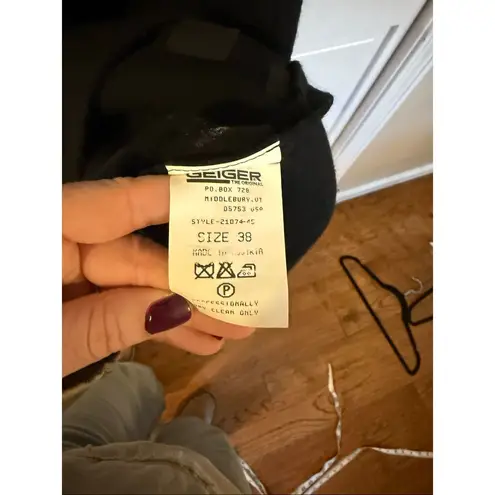 GEIGER
THE ORIGINAL
PO.BOX 728
MIDDLEBURY.VT
05753 USA
STYLE-21074-45
SIZE 38
MADE IN AUSTRIA
P
PROFESSIONALLY
DRY CLEAN ONLY